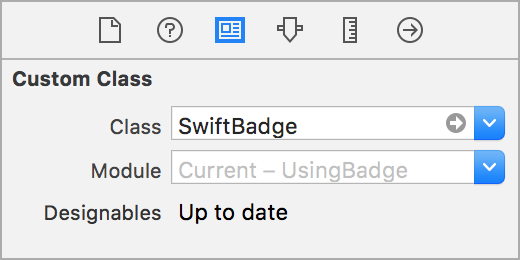 Custom Class
Class SwiftBadge
Module Current – UsingBadge
Designables Up to date